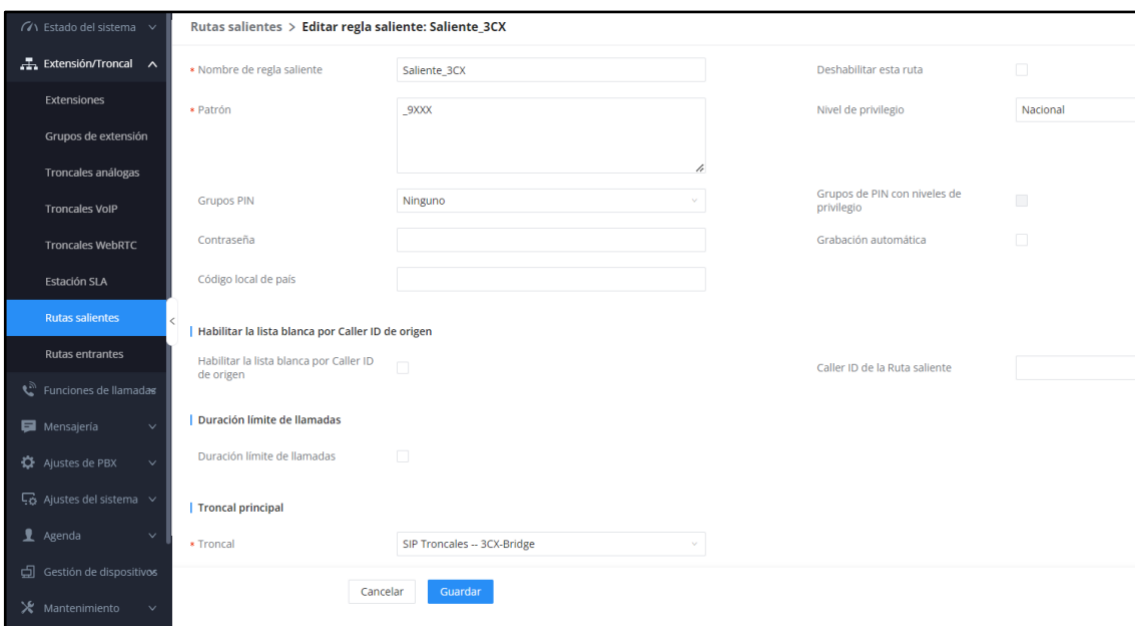 Estado del sistema
Rutas salientes > Editar regla saliente: Saliente_3CX
Extensión/Troncal
Nombre de regla saliente
Saliente_3CX
Deshabilitar esta ruta
Extensiones
Patrón
_9XXX
Nivel de privilegio
Nacional
Grupos de extensión
Troncales análogas
Grupos PIN
Ninguno
Grupos de PIN con niveles de
privilegio
Troncales VoIP
Contraseña
Grabación automática
Troncales WebRTC
Código local de país
Estación SLA
Rutas salientes
Habilitar la lista blanca por Caller ID de origen
Rutas entrantes
Habilitar la lista blanca por Caller ID
de origen
Caller ID de la Ruta saliente
Funciones de llamadas
Duración límite de llamadas
Mensajería
Duración límite de llamadas
Ajustes de PBX
Ajustes del sistema
Troncal principal
Agenda
Troncal
SIP Troncales -- 3CX-Bridge
Gestión de dispositivos
Cancelar
Guardar
Mantenimiento